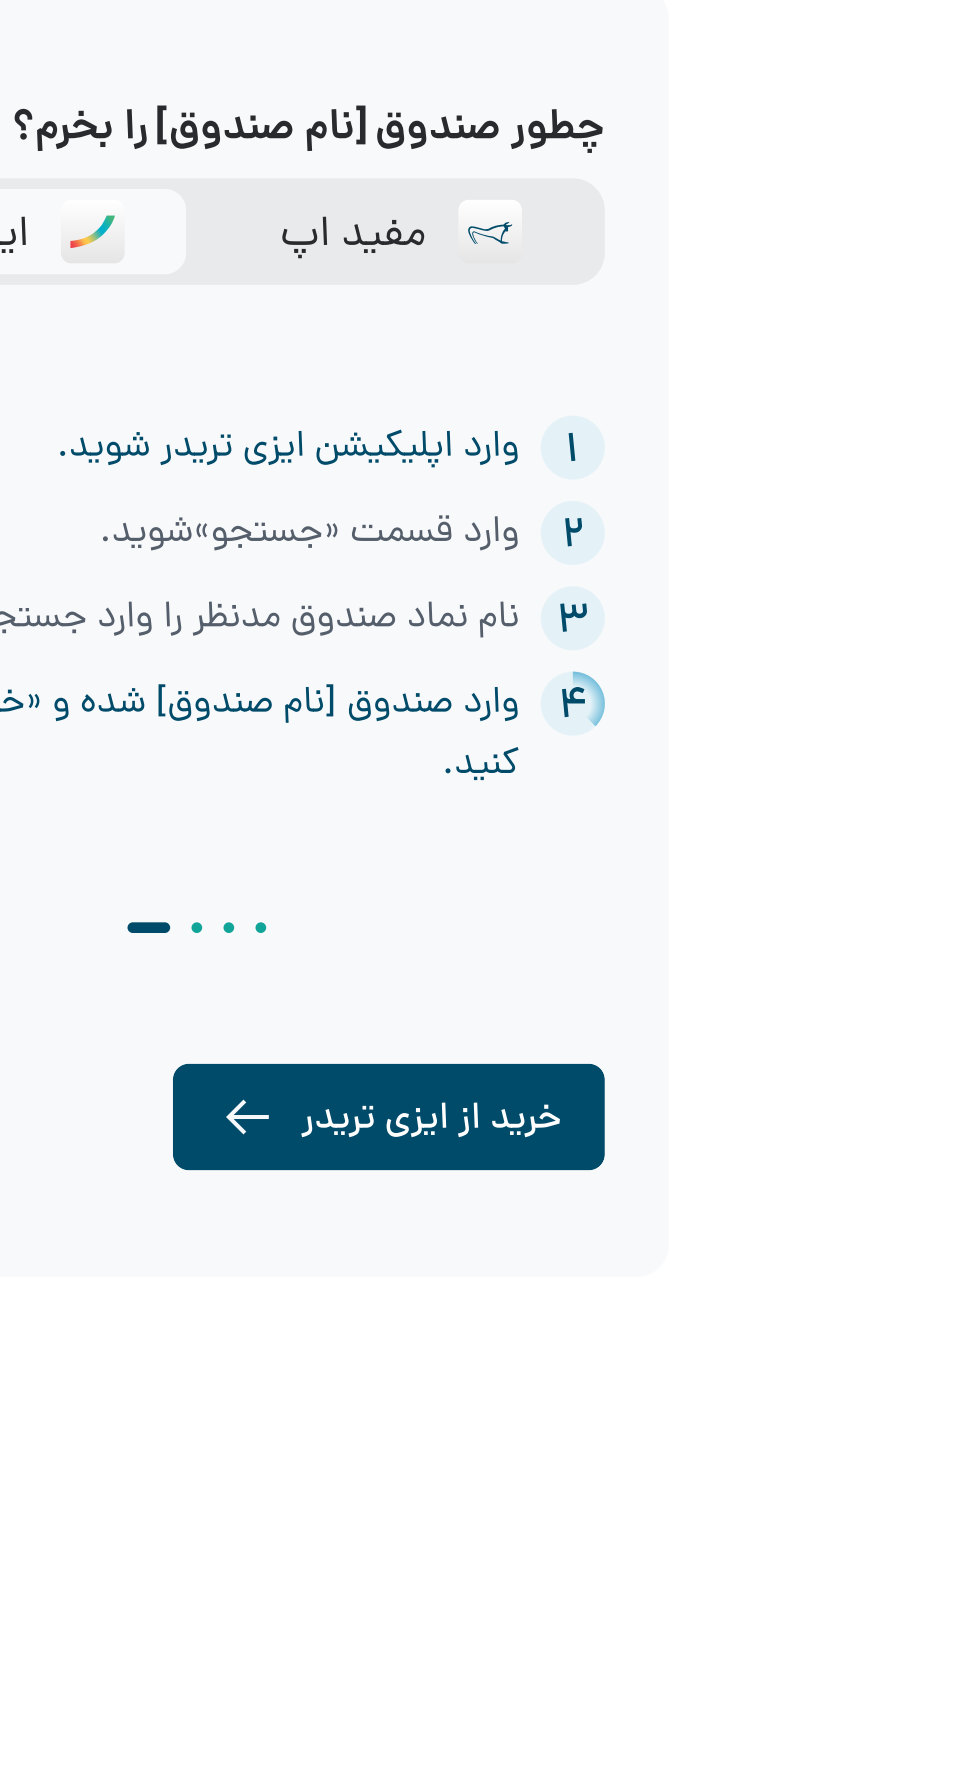 چطور صندوق [نام صندوق] را بخرم؟
مفید اپ
۱ وارد اپلیکیشن ایزی تریدر شوید.
۲ وارد قسمت «جستجو»شوید.
۳ نام نماد صندوق مدنظر را وارد
۴ وارد صندوق [نام صندوق] شده و
کنید.
خرید از ایزی تریدر